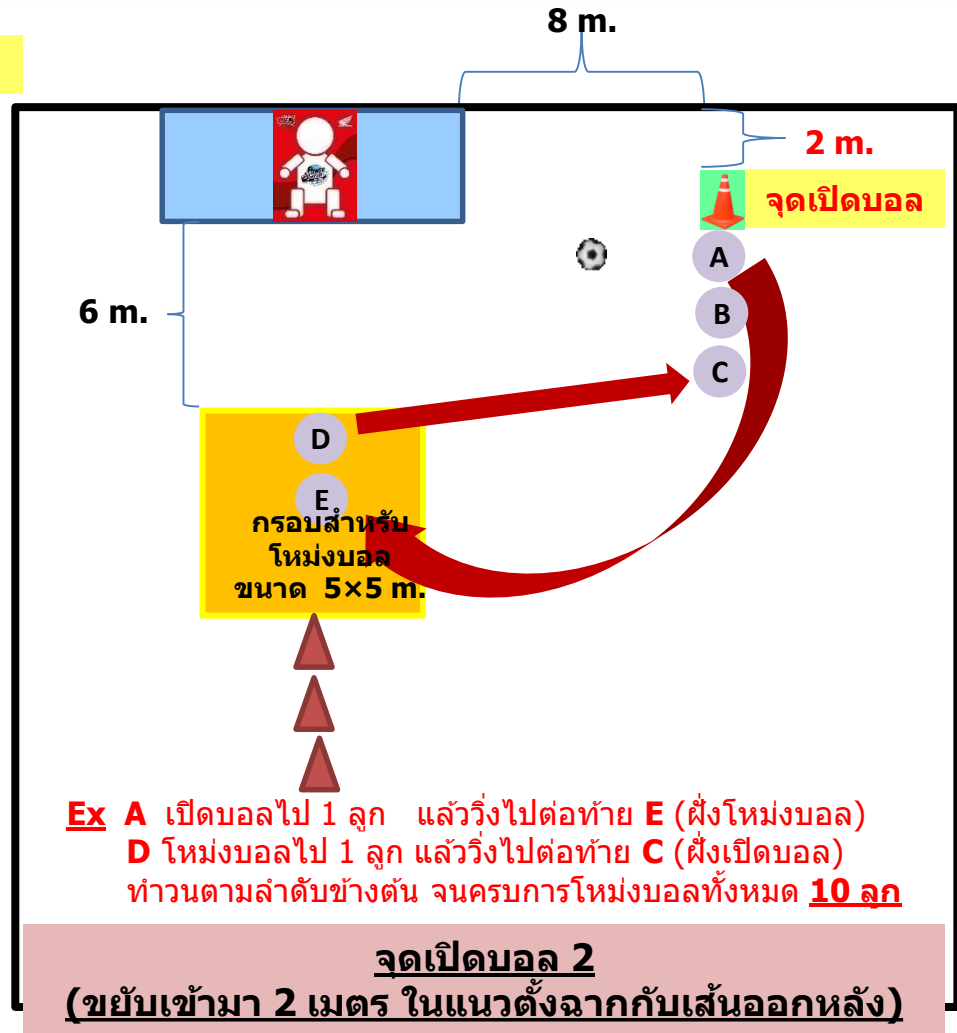 8 m.
2 m.
จุดเปิดบอล
A
6 m.
B
C
D
E
กรอบสำหรับ
โหม่งบอล
ขนาด 5×5 m.
Ex A เปิดบอลไป 1 ลูก แล้ววิ่งไปต่อท้าย E (ฝั่งโหม่งบอล)
D โหม่งบอลไป 1 ลูก แล้ววิ่งไปต่อท้าย C (ฝั่งเปิดบอล)
ทำวนตามลำดับข้างต้น จนครบการโหม่งบอลทั้งหมด 10 ลูก
จุดเปิดบอล 2
(ขยับเข้ามา 2 เมตร ในแนวตั้งฉากกับเส้นออกหลัง)